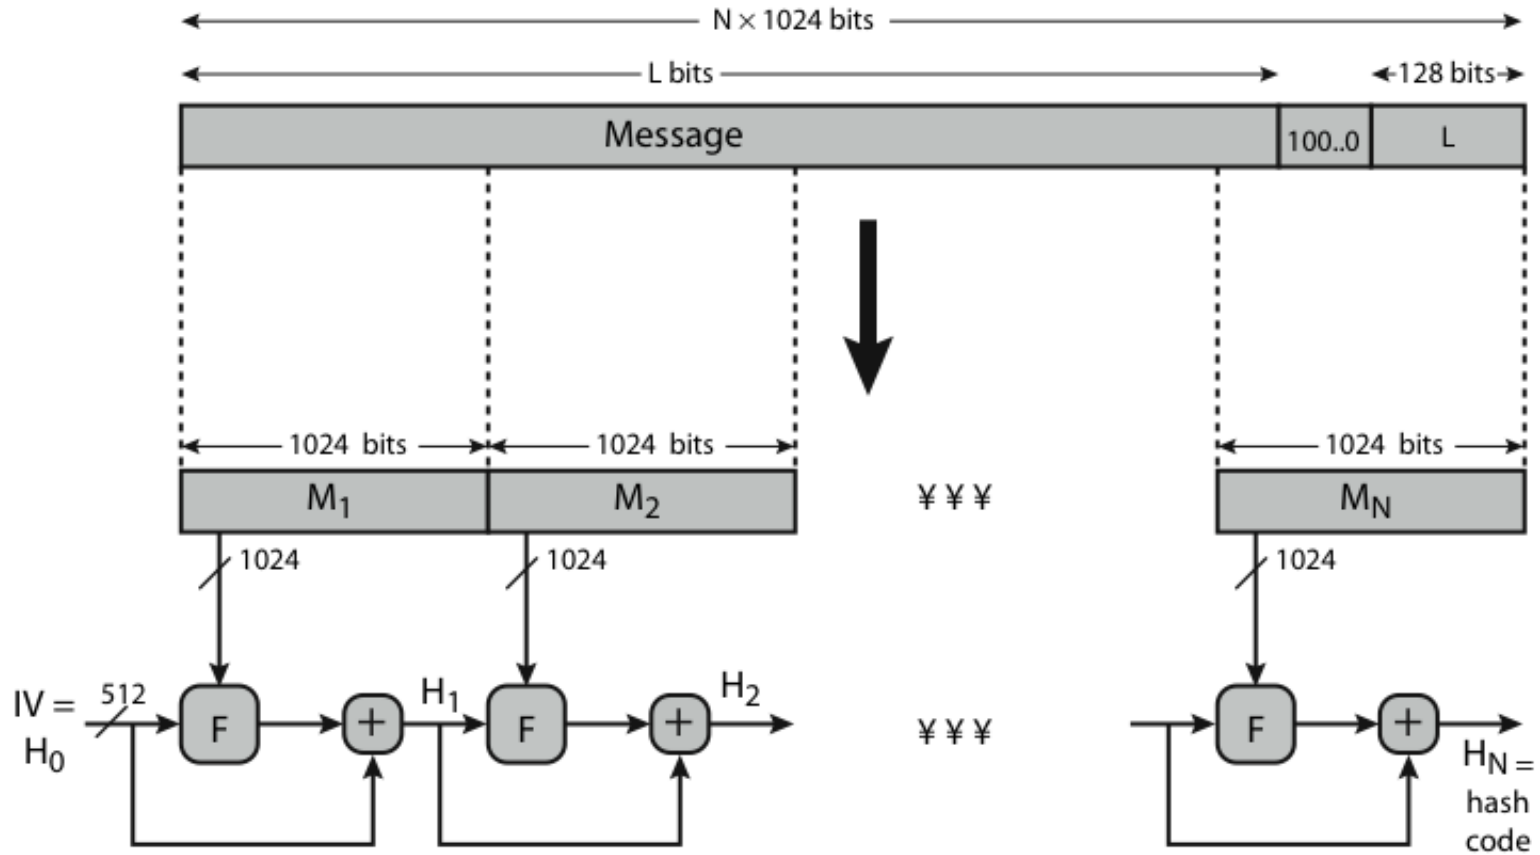 N × 1024 bits
L bits
128 bits
Message
100..0
L
1024 bits
1024 bits
1024 bits
M1
M2
¥ ¥ ¥
MN
1024
1024
1024
IV =
H0
512
F
+
H1
F
+
H2
¥ ¥ ¥
F
+
HN =
hash
code